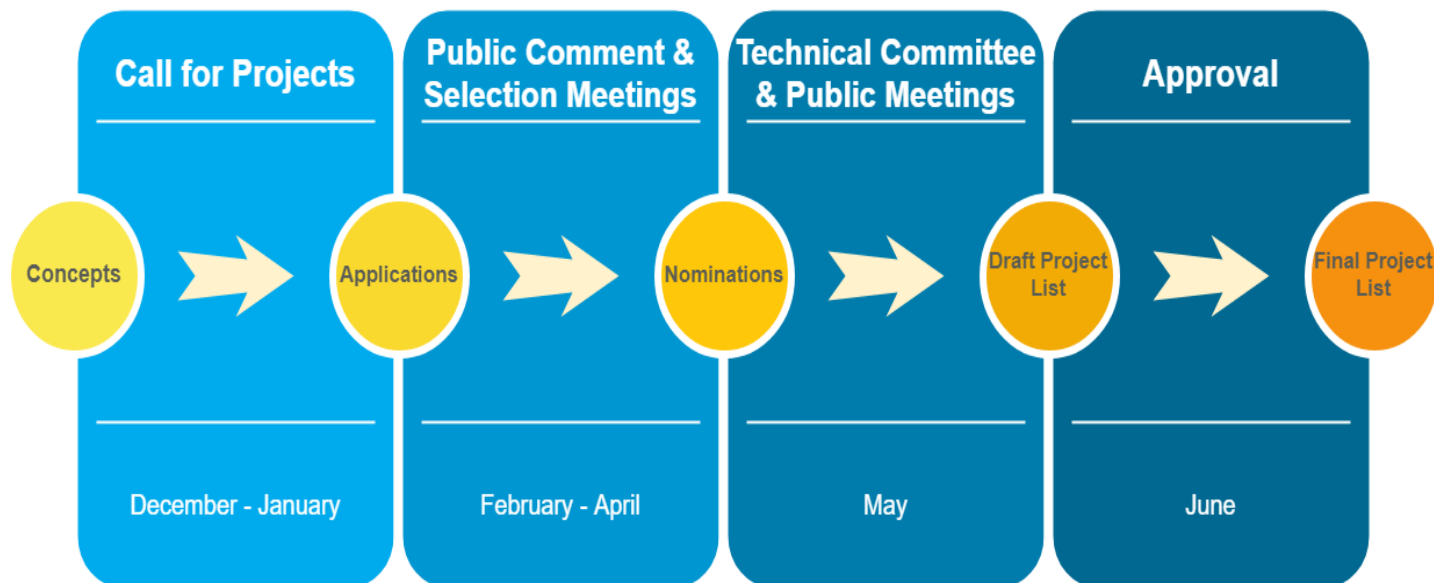 Call for Projects
Public Comment &
Selection Meetings
Technical Committee
& Public Meetings
Approval
Concepts
Applications
Nominations
Draft Project
List
Final Project
List
December - January
February - April
May
June